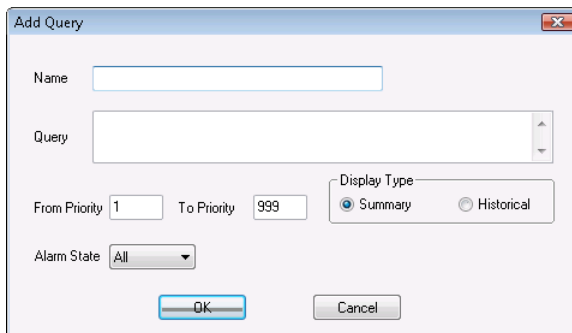 Add Query
Name
Query
Display Type
From Priority 1 To Priority 999 Summary Historical
Alarm State All
OK Cancel